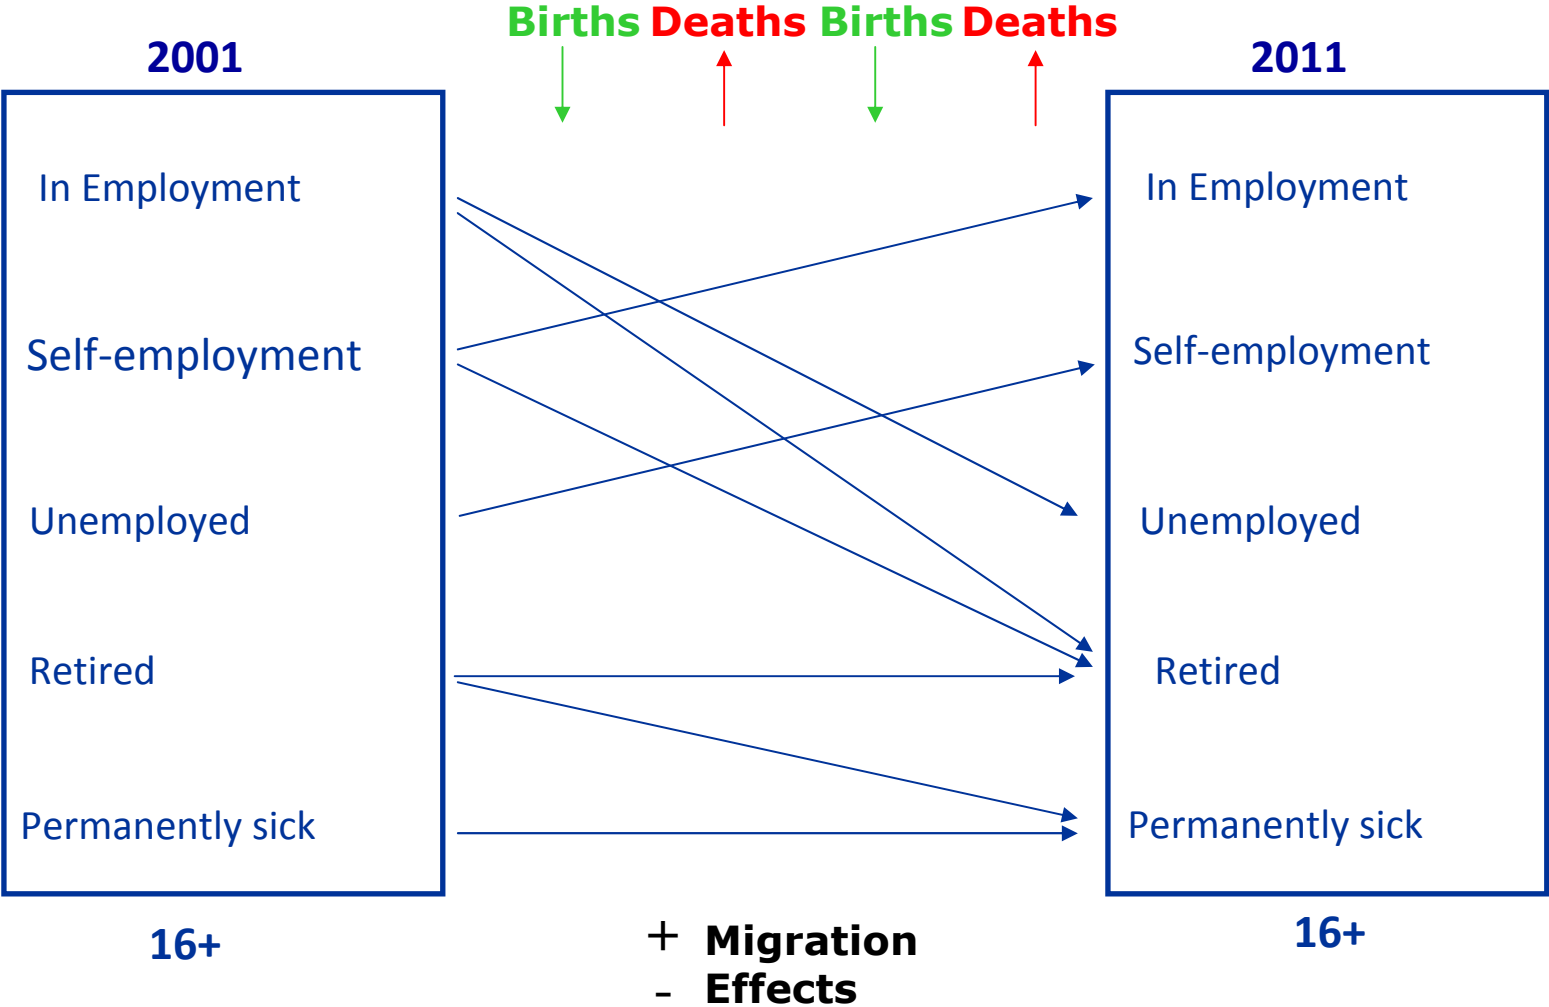 Births Deaths Births Deaths
2001
2011
In Employment
In Employment
Self-employment
Self-employment
Unemployed
Unemployed
Retired
Retired
Permanently sick
Permanently sick
16+
16+
+ Migration
- Effects